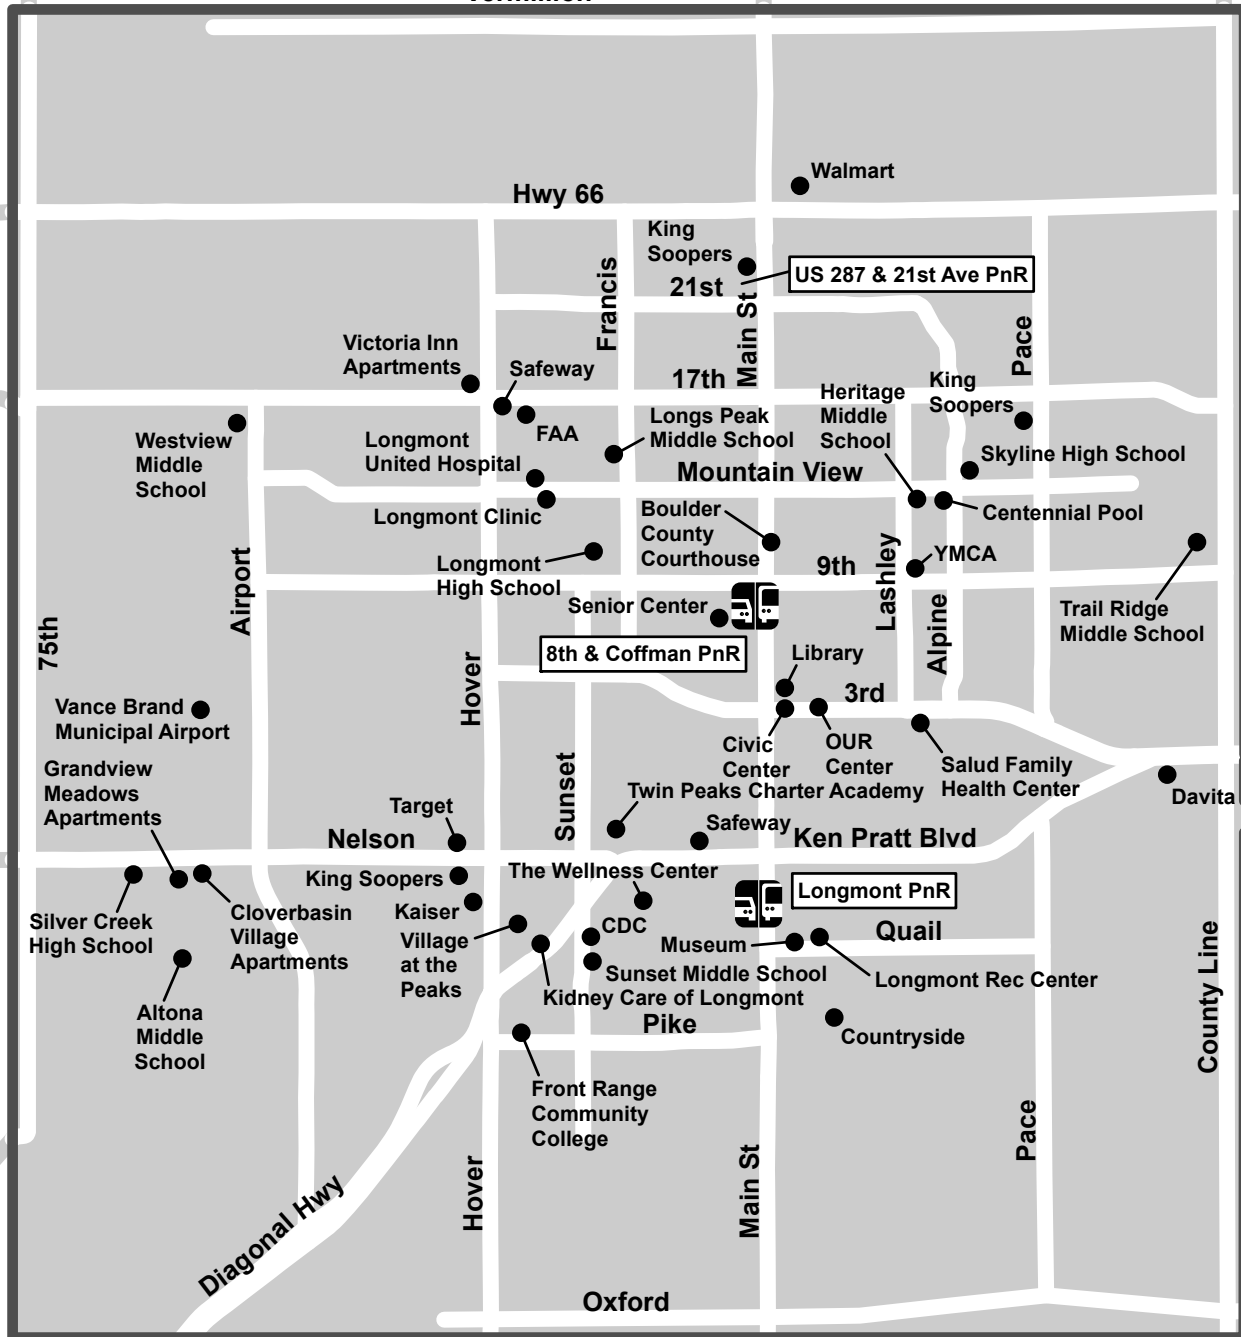 Walmart
Hwy 66
King
Soopers
US 287 & 21st Ave PnR
21st
Francis
Main St
Pace
Victoria Inn
Apartments
Safeway
17th
Heritage
Middle
School
King
Soopers
FAA
Longs Peak
Middle School
Westview
Middle
School
Longmont
United Hospital
Mountain View
Skyline High School
Longmont Clinic
Boulder
County
Courthouse
Centennial Pool
Longmont
High School
9th
Lashley
YMCA
Airport
Senior Center
Alpine
Trail Ridge
Middle School
75th
8th & Coffman PnR
Library
Hover
3rd
Vance Brand
Municipal Airport
Civic
Center
OUR
Center
Salud Family
Health Center
Grandview
Meadows
Apartments
Sunset
Twin Peaks Charter Academy
Davita
Target
Nelson
Safeway
Ken Pratt Blvd
King Soopers
The Wellness Center
Longmont PnR
Silver Creek
High School
Cloverbasin
Village
Apartments
Kaiser
Village
at the
Peaks
CDC
Museum
Quail
Sunset Middle School
Longmont Rec Center
Kidney Care of Longmont
County Line
Altona
Middle
School
Pike
Countryside
Front Range
Community
College
Pace
Hover
Main St
Diagonal Hwy
Oxford